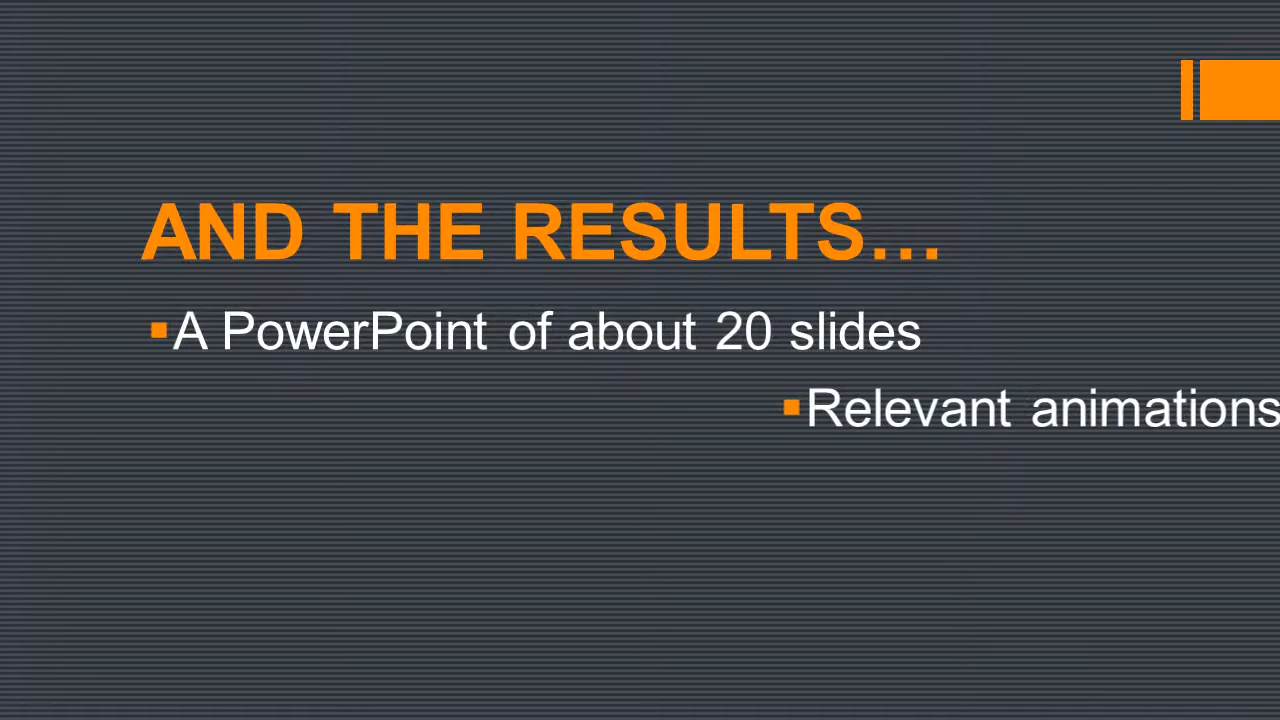 AND THE RESULTS…
▪A PowerPoint of about 20 slides
▪Relevant animations